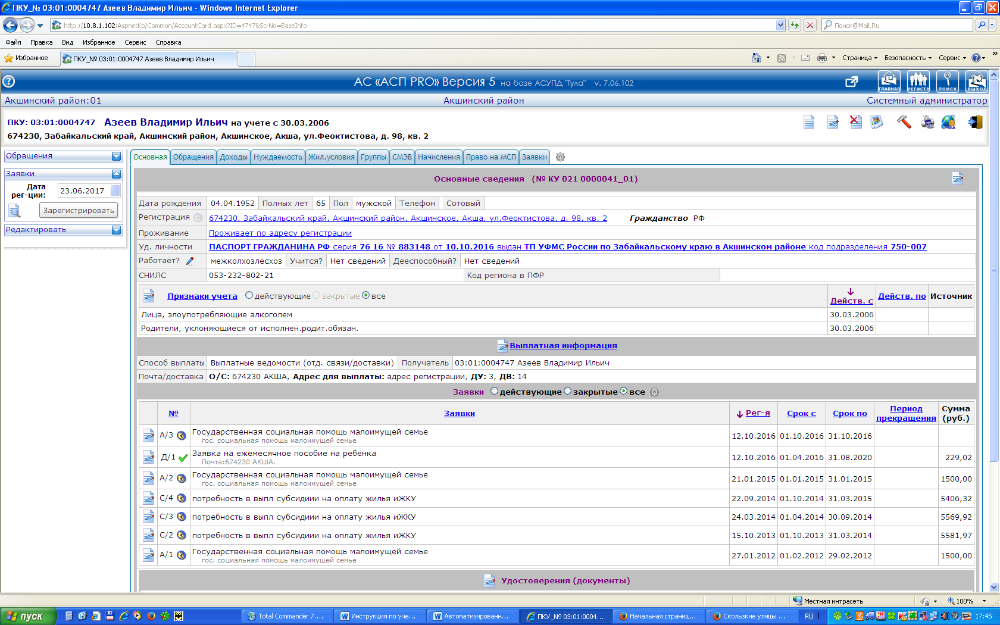 ПКУ_№ 03:01:0004747 Азеев Владимир Ильич - Windows Internet Explorer
http://10.8.1.102/AspnetKp/Common/AccountCard.aspx?ID=4747&ScrNo=BaseInfo
Поиск@Mail.Ru
Файл Правка Вид Избранное Сервис Справка
Избранное ПКУ_№ 03:01:0004747 Азеев Владимир Ильич Страница Безопасность Сервис
АС «АСП PRO» Версия 5 на базе АСУПД "Тула" v. 7.06.102 ГЛАВНАЯ РЕГИСТР ПОИСК ВЫХОД
Акшинский район:01 Акшинский район Системный администратор
ПКУ: 03:01:0004747 Азеев Владимир Ильич на учете с 30.03.2006
674230, Забайкальский край, Акшинский район, Акшинское, Акша, ул.Феоктистова, д. 98, кв. 2
Обращения
Заявки
Дата рег-ции: 23.06.2017 ...
Зарегистрировать
Редактировать
Основная Обращения Доходы Нуждаемость Жил.условия Группы СМЭВ Начисления Право на МСП Заявки
Основные сведения (№ КУ 021 0000041_01)
Дата рождения 04.04.1952 Полных лет 65 Пол мужской Телефон Сотовый
Регистрация 674230, Забайкальский край, Акшинский район, Акшинское, Акша, ул.Феоктистова, д. 98, кв. 2 Гражданство РФ
Проживание Проживает по адресу регистрации
Уд. личности ПАСПОРТ ГРАЖДАНИНА РФ серия 76 16 № 883148 от 10.10.2016 выдан ТП УФМС России по Забайкальскому краю в Акшинском районе код подразделения 750-007
Работает? межколхозлесхоз Учится? Нет сведений Дееспособный? Нет сведений
СНИЛС 053-232-802-21 Код региона в ПФР
Признаки учета действующие закрытые все Действ. с Действ. по Источник
Лица, злоупотребляющие алкоголем 30.03.2006
Родители, уклоняющиеся от исполнен.родит.обязан. 30.03.2006
Выплатная информация
Способ выплаты Выплатные ведомости (отд. связи/доставки) Получатель 03:01:0004747 Азеев Владимир Ильич
Почта/доставка О/С: 674230 АКША, Адрес для выплаты: адрес регистрации, ДУ: 3, ДВ: 14
Заявки действующие закрытые все
№ Заявки Рег-я Срок с Срок по Период прекращения Сумма (руб.)
А/3 Государственная социальная помощь малоимущей семье 12.10.2016 01.10.2016 31.10.2016
гос. социальная помощь малоимущей семье
Д/1 Заявка на ежемесячное пособие на ребенка 12.10.2016 01.04.2016 31.08.2020 229,02
Почта:674230 АКША.
А/2 Государственная социальная помощь малоимущей семье 21.01.2015 01.01.2015 31.01.2015 1500,00
гос. социальная помощь малоимущей семье
С/4 потребность в выпл субсидиии на оплату жилья иЖКУ 22.09.2014 01.10.2014 31.03.2015 5406,32
С/3 потребность в выпл субсидиии на оплату жилья иЖКУ 24.03.2014 01.04.2014 30.09.2014 5569,92
С/2 потребность в выпл субсидиии на оплату жилья иЖКУ 15.10.2013 01.10.2013 31.03.2014 5581,97
А/1 Государственная социальная помощь малоимущей семье 27.01.2012 01.02.2012 29.02.2012 1500,00
гос. социальная помощь малоимущей семье
Удостоверения (документы)
Местная интрасеть 100%
пуск Total Commander 7.... Инструкция по уче... Автоматизированн... ПКУ_№ 03:01:0004... Начальная страниц... Скользкие улицы ... RU 17:45